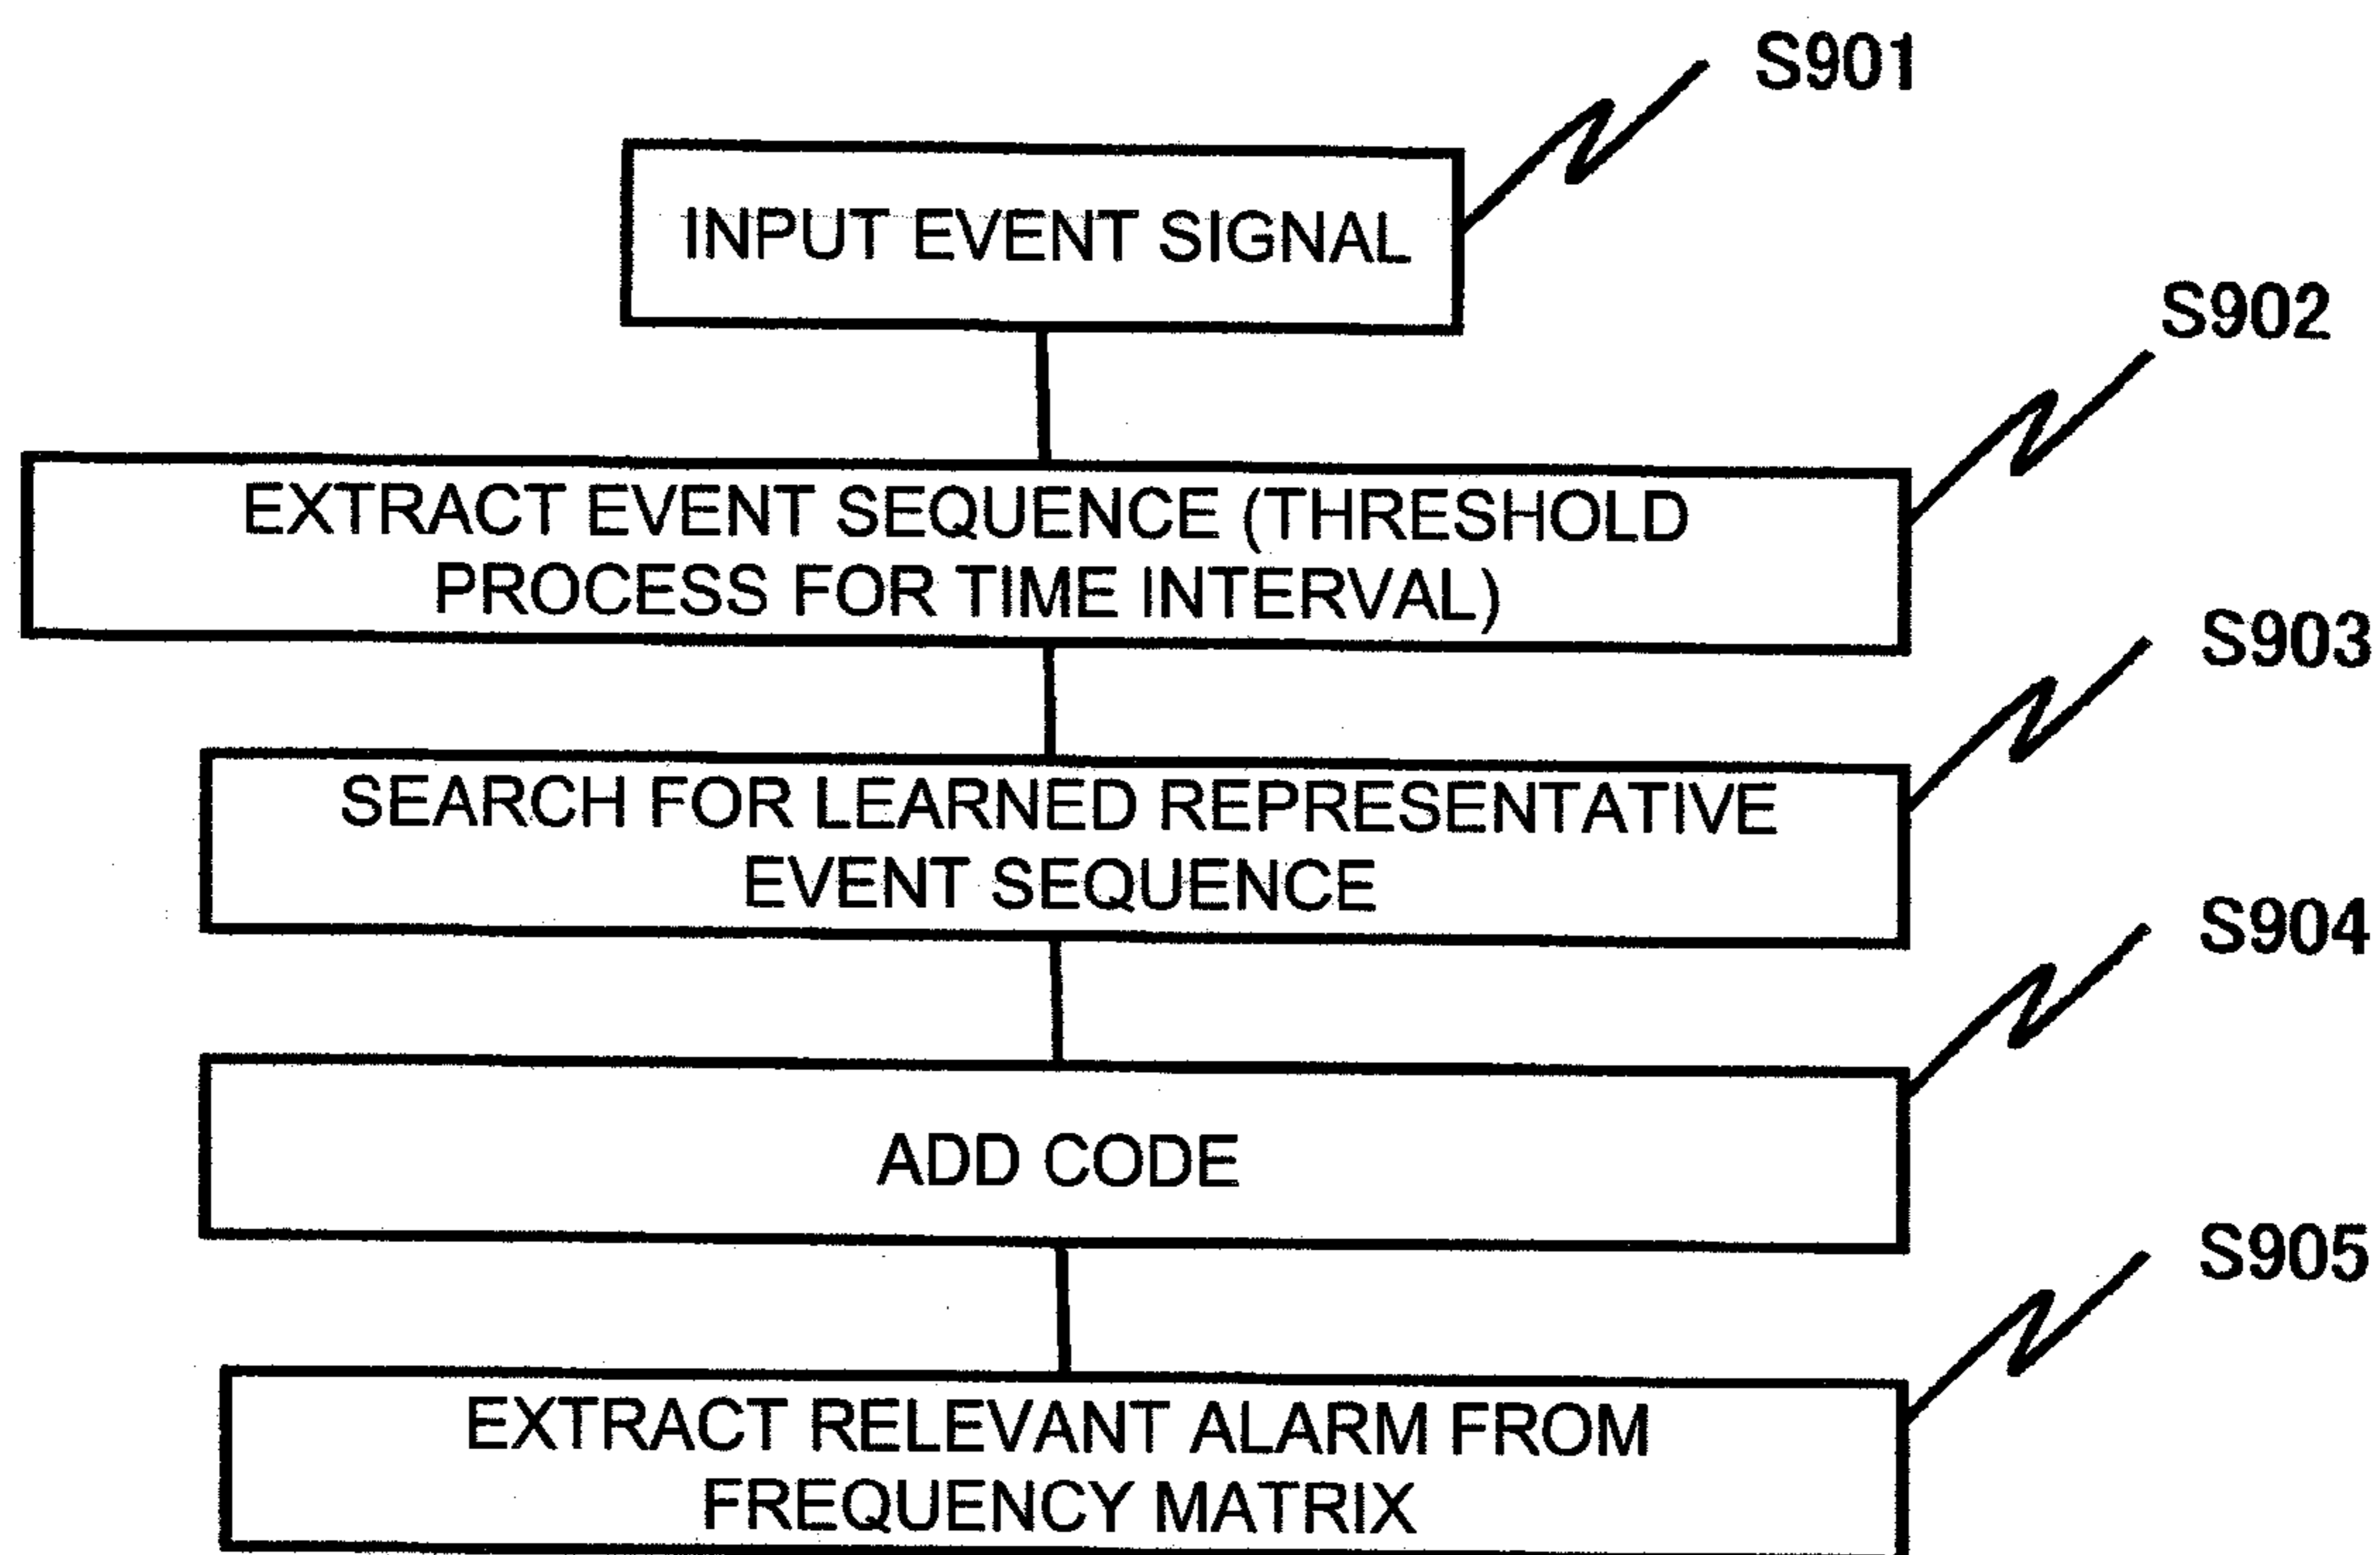 S901
INPUT EVENT SIGNAL
S902
EXTRACT EVENT SEQUENCE (THRESHOLD
PROCESS FOR TIME INTERVAL)
S903
SEARCH FOR LEARNED REPRESENTATIVE
EVENT SEQUENCE
S904
ADD CODE
S905
EXTRACT RELEVANT ALARM FROM
FREQUENCY MATRIX